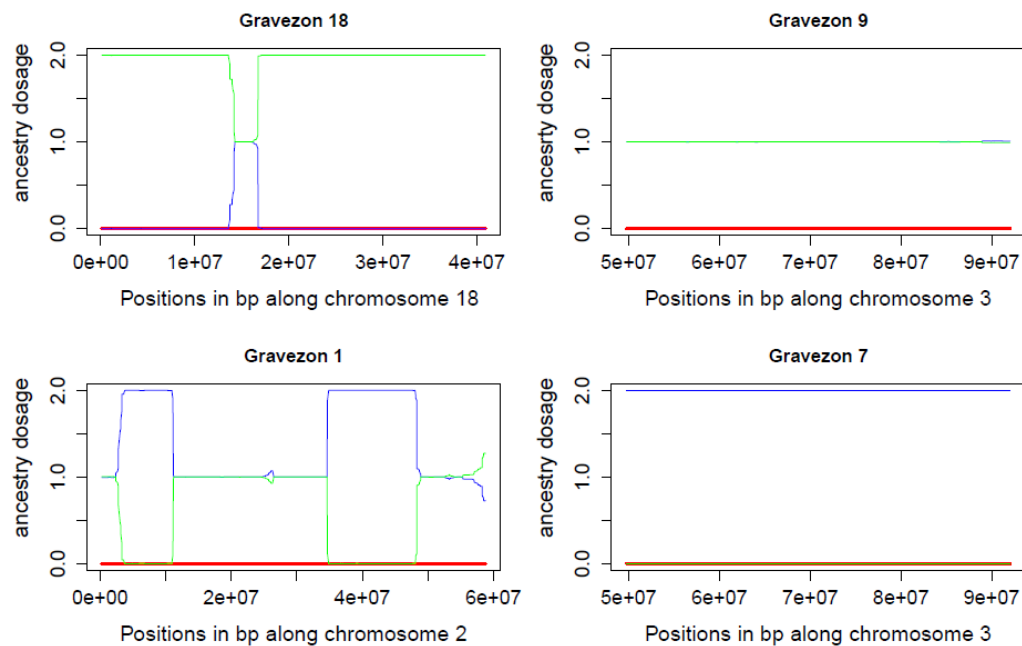 Gravezon 18
ancestry dosage
2.0
1.0
0.0
0e+00 1e+07 2e+07 3e+07 4e+07
Positions in bp along chromosome 18
Gravezon 9
ancesrty dosage
2.0
1.0
0.0
5e+07 6e+07 7e+07 8e+07 9e+07
Positions in bp along chromosome 3
Gravezon 1
ancestry dosage
2.0
1.0
0.0
0e+00 2e+07 4e+07 6e+07
Positions in bp along chromosome 2
Gravezon 7
ancestry dosage
2.0
1.0
0.0
5e+07 6e+07 7e+07 8e+07 9e+07
Positions in bp along chromosome 3